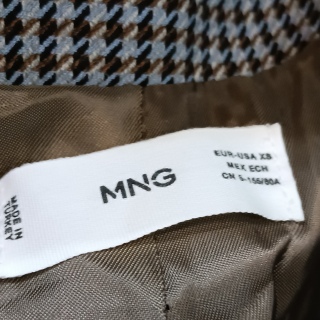 MNG
EUR-USA XS
MEX ECH
CN S-155/80A
MADE IN
TURKEY